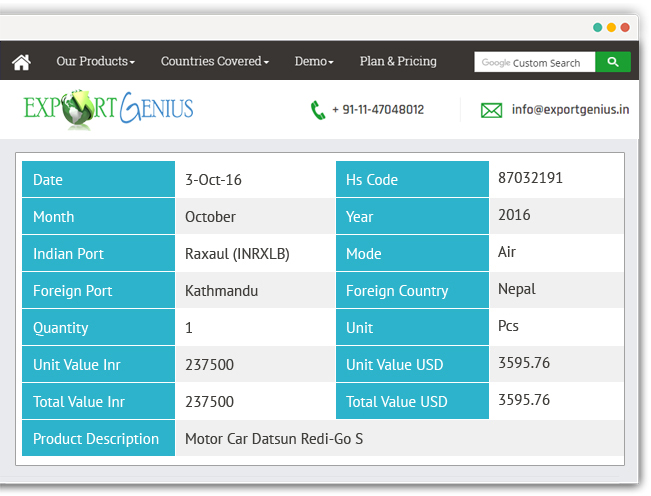 Our Products Countries Covered Demo Plan & Pricing Google Custom Search
EXPORT GENIUS + 91-11-47048012 info@exportgenius.in
Date 3-Oct-16 Hs Code 87032191
Month October Year 2016
Indian Port Raxaul (INRXLB) Mode Air
Foreign Port Kathmandu Foreign Country Nepal
Quantity 1 Unit Pcs
Unit Value Inr 237500 Unit Value USD 3595.76
Total Value Inr 237500 Total Value USD 3595.76
Product Description Motor Car Datsun Redi-Go S